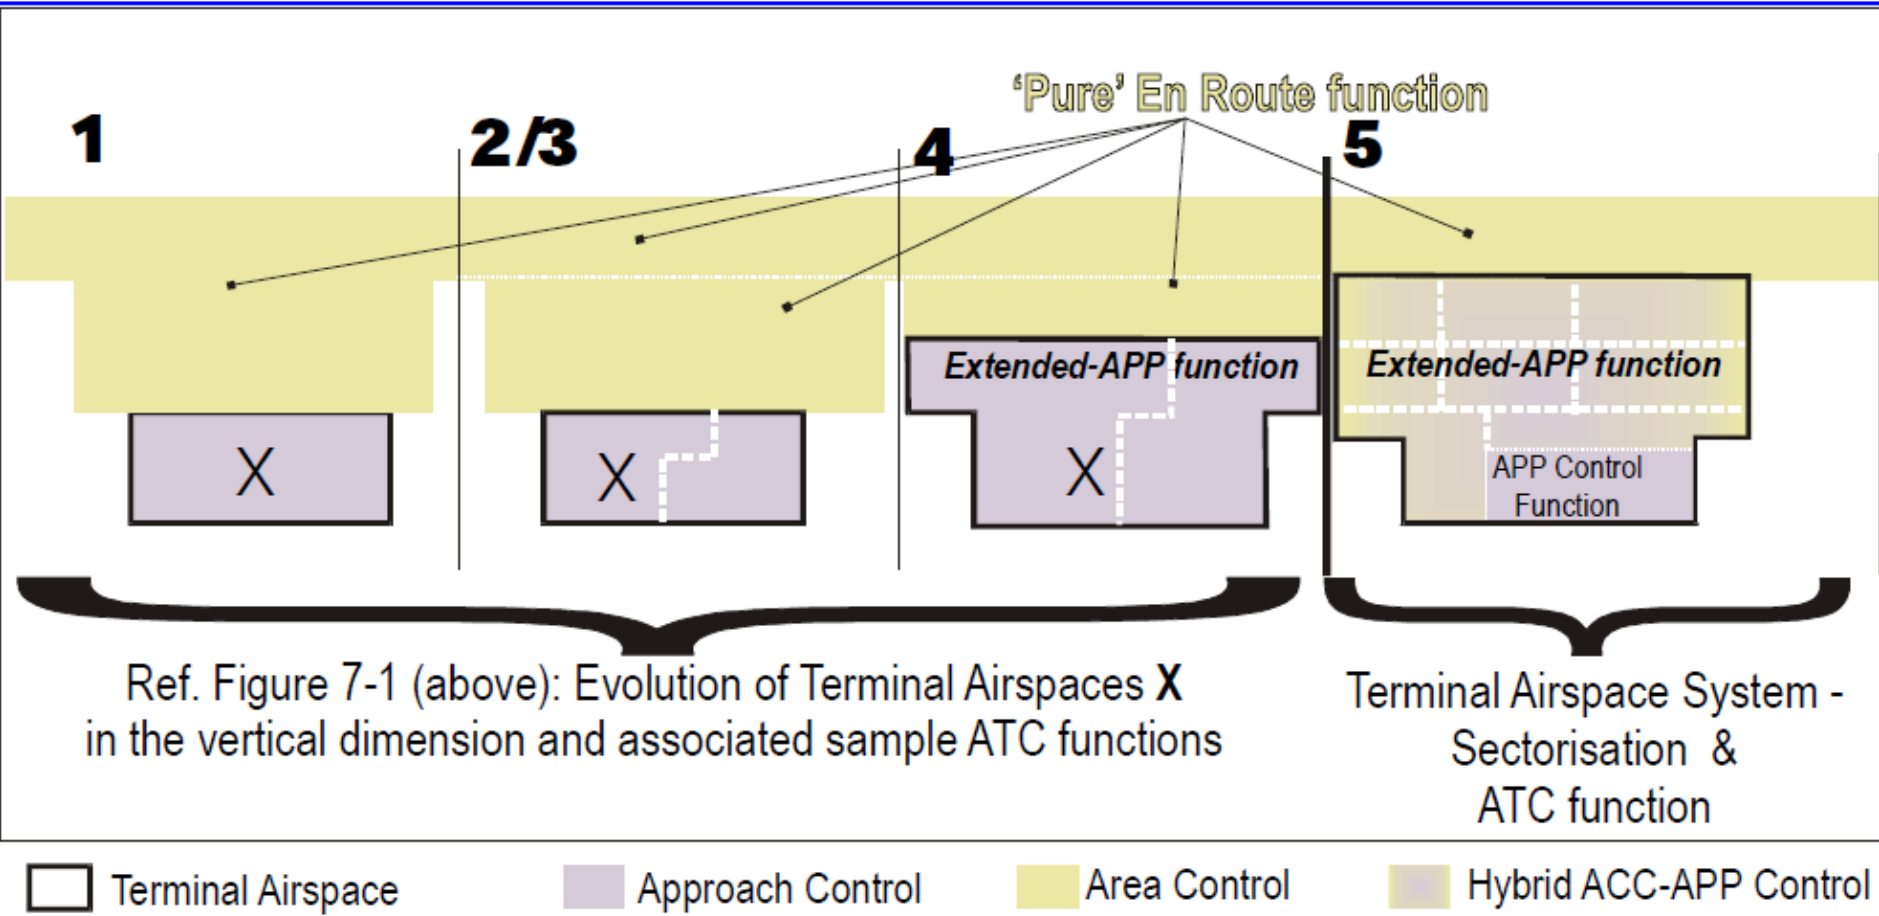 'Pure' En Route function
1
2/3
4
5
Extended-APP function
Extended-APP function
X
X
X
APP Control
Function
Ref. Figure 7-1 (above): Evolution of Terminal Airspaces X
in the vertical dimension and associated sample ATC functions
Terminal Airspace System -
Sectorisation &
ATC function
Terminal Airspace
Approach Control
Area Control
Hybrid ACC-APP Control